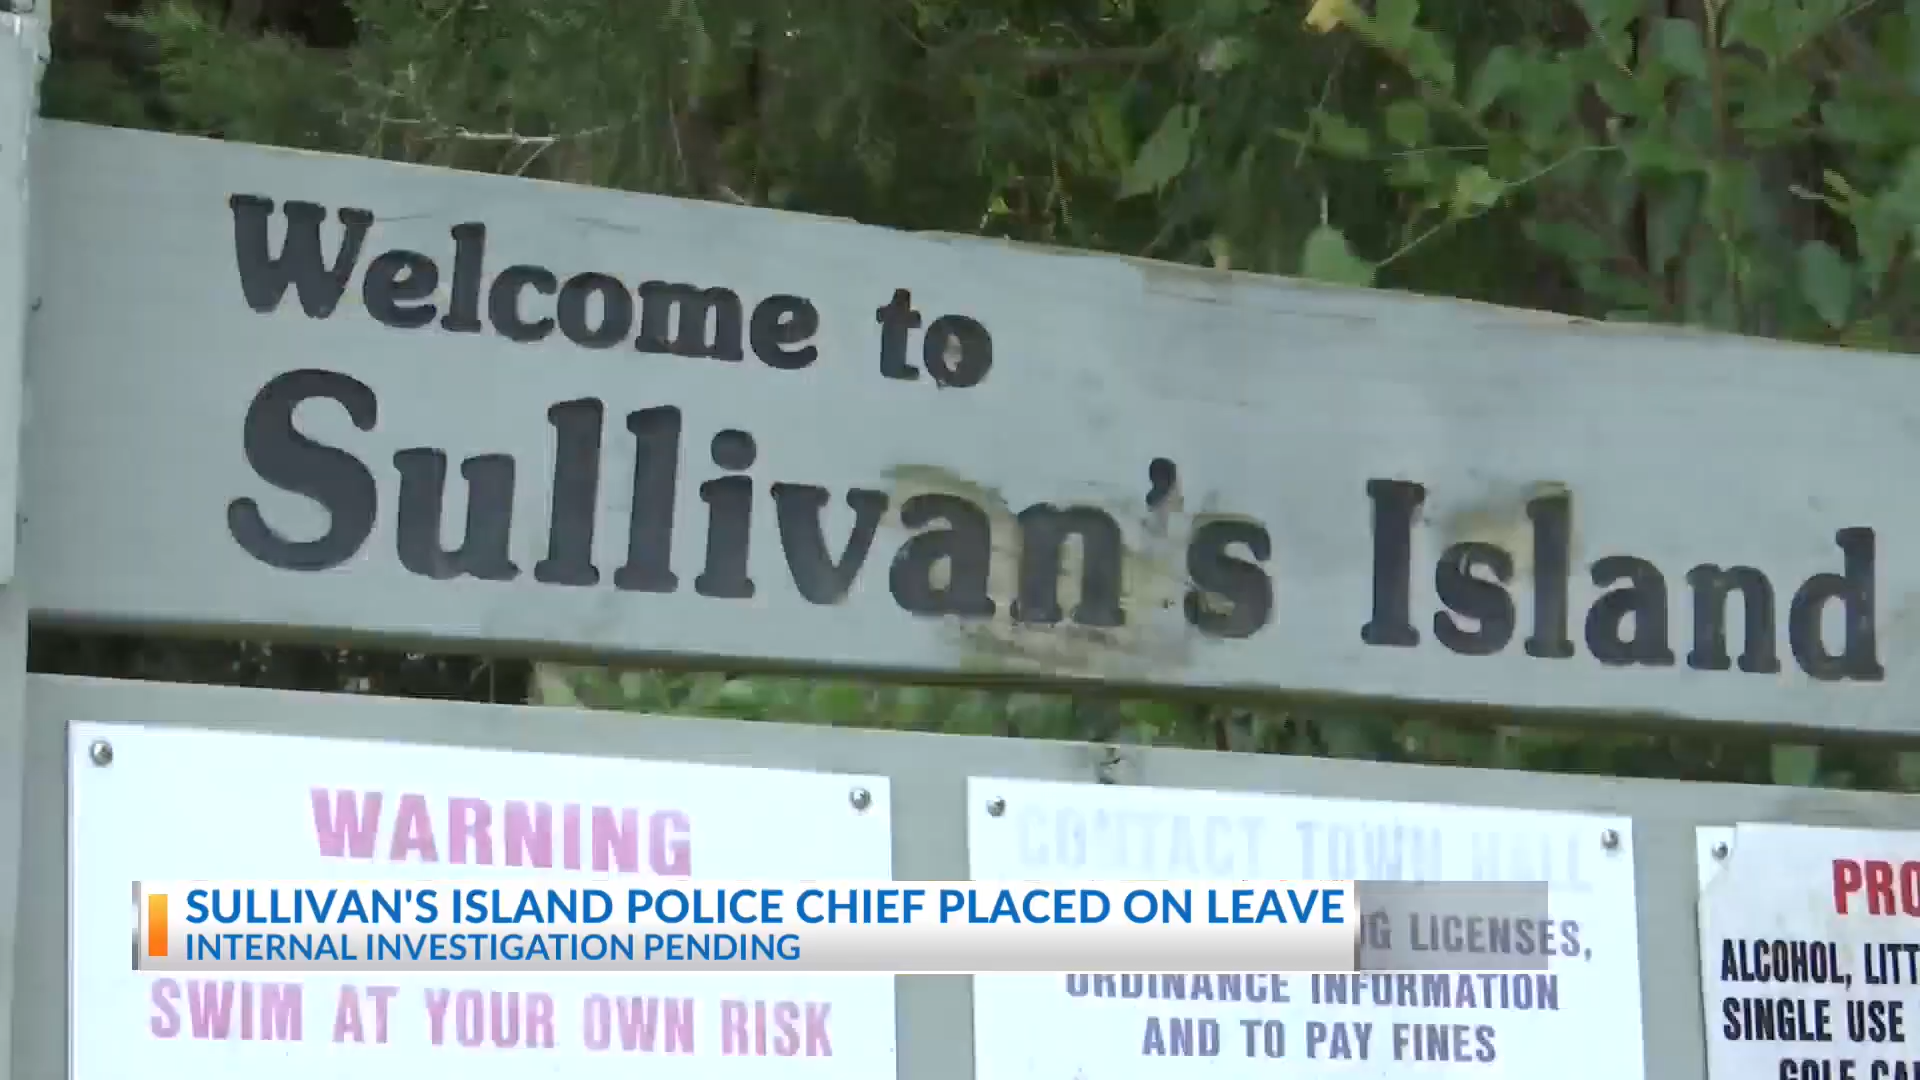 Welcome to
Sullivan's Island
WARNING
SWIM AT YOUR OWN RISK
CONTACT TOWN HALL
LICENSES,
ORDINANCE INFORMATION
AND TO PAY FINES
ALCOHOL,
SINGLE USE
SULLIVAN'S ISLAND POLICE CHIEF PLACED ON LEAVE
INTERNAL INVESTIGATION PENDING